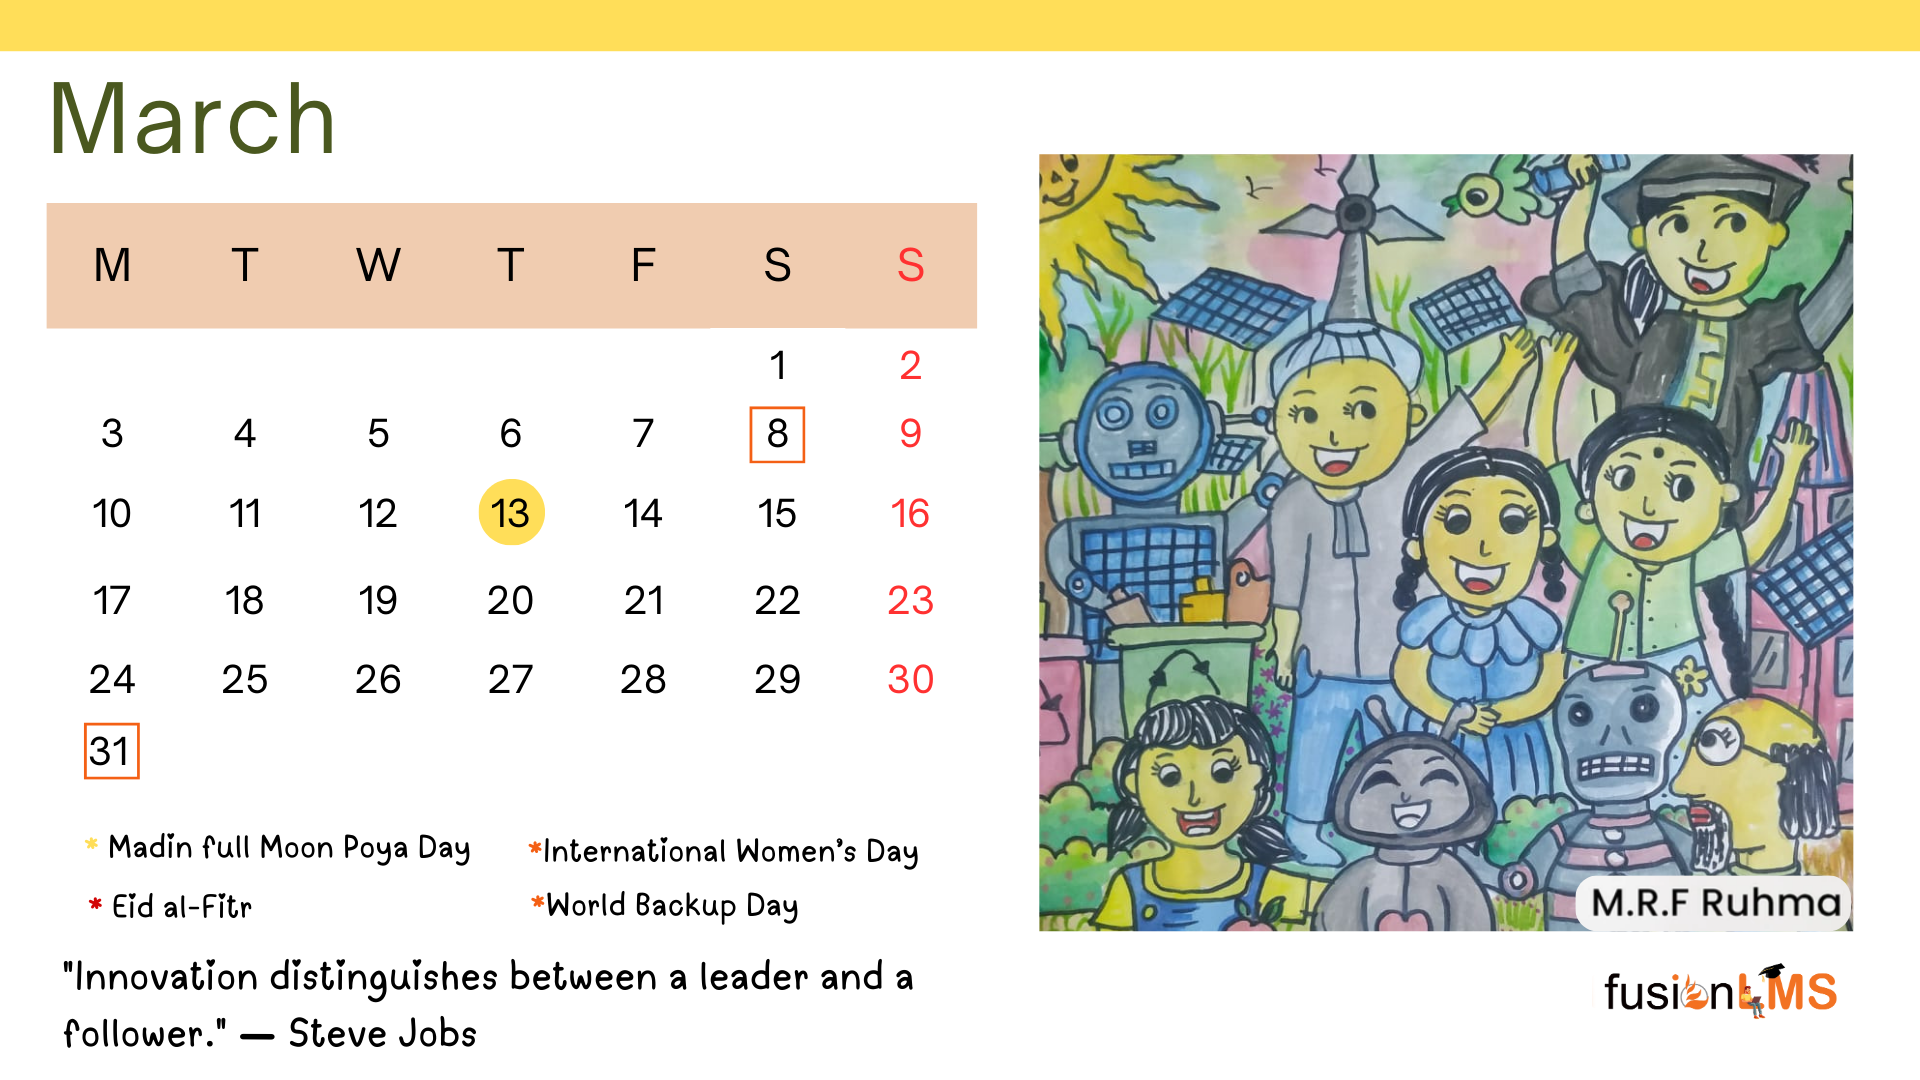 March
M T W T F S S
1 2
3 4 5 6 7 8 9
10 11 12 13 14 15 16
17 18 19 20 21 22 23
24 25 26 27 28 29 30
31
* Madin full Moon Poya Day
*International Women's Day
* Eid al-Fitr
*World Backup Day
"Innovation distinguishes between a leader and a
follower." — Steve Jobs
M.R.F Ruhma
fusionLMS